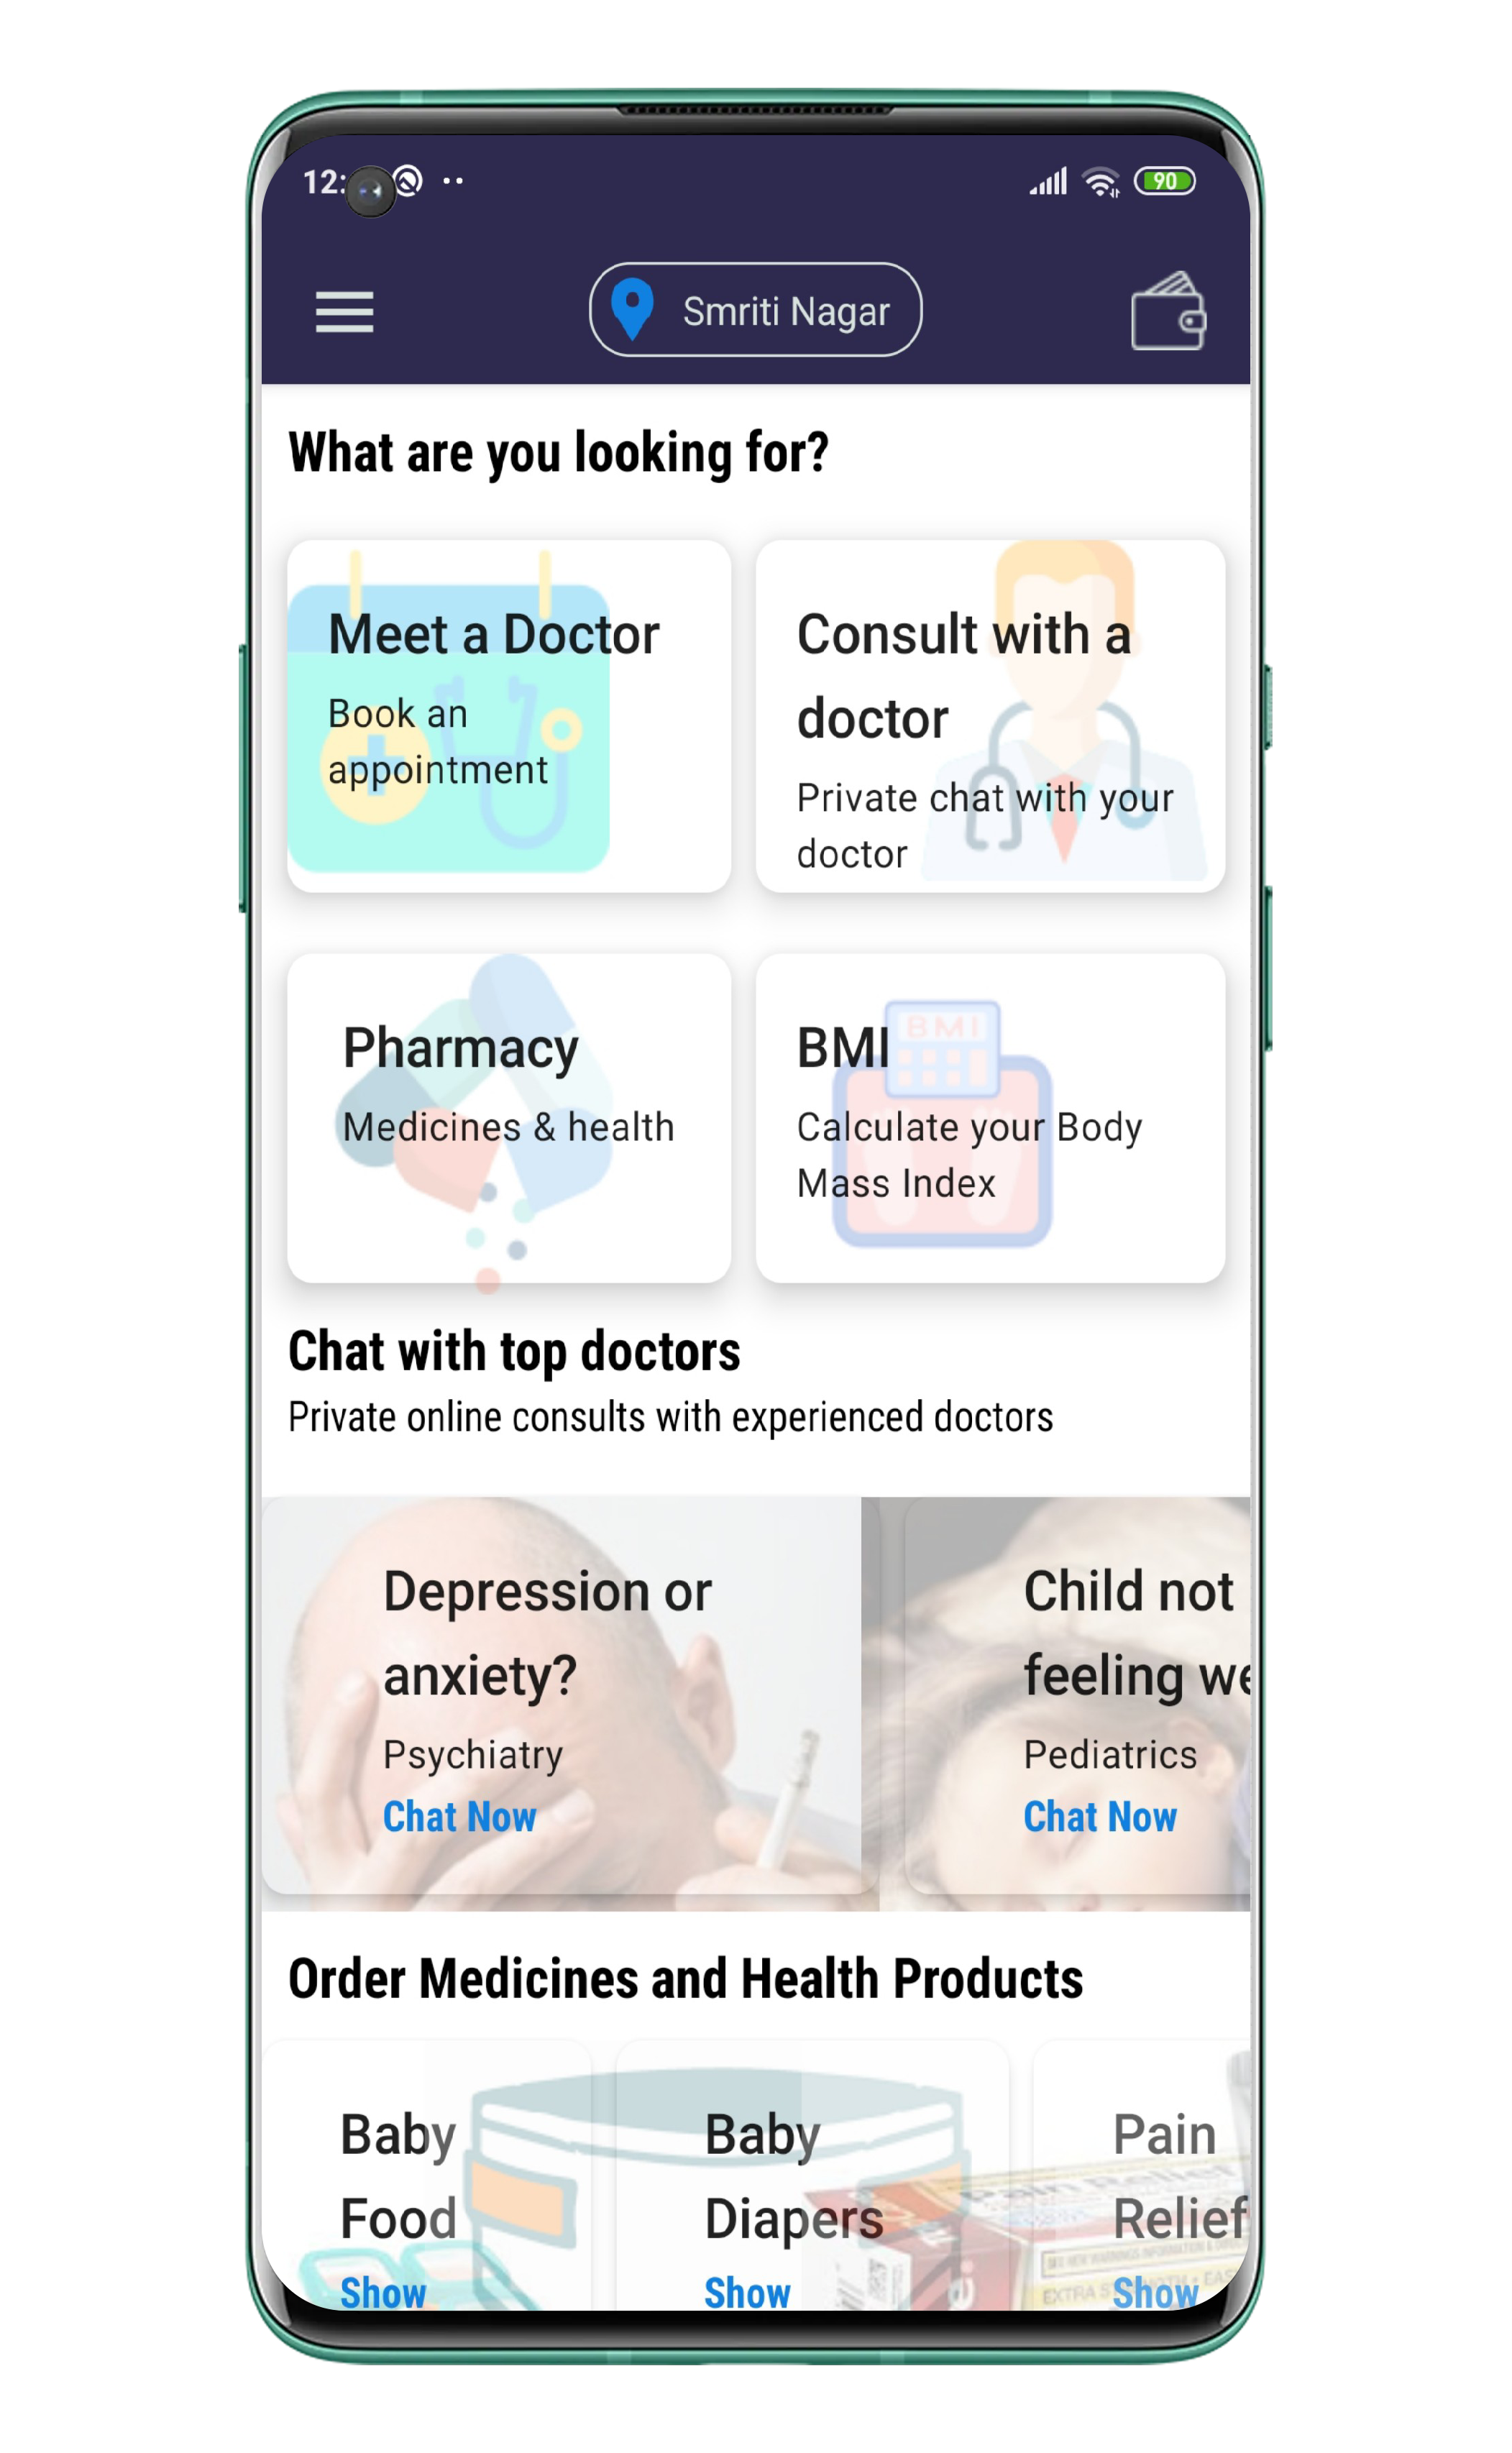 12:
90
Smriti Nagar
What are you looking for?
Meet a Doctor
Book an
appointment
Consult with a
doctor
Private chat with your
doctor
Pharmacy
Medicines & health
BMI
BMI
Calculate your Body
Mass Index
Chat with top doctors
Private online consults with experienced doctors
Depression or
anxiety?
Psychiatry
Chat Now
Child not
feeling we
Pediatrics
Chat Now
Order Medicines and Health Products
Baby
Food
Show
Baby
Diapers
Show
Pain Relief
Pain
Relief
Show